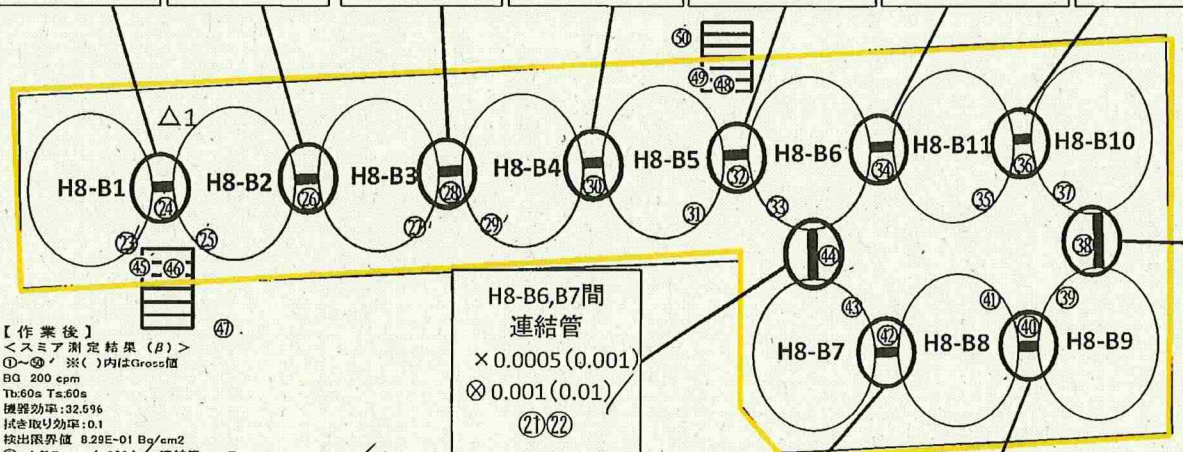 ㊿
㊾ ㊽
△1
H8-B1 H8-B2 H8-B3 H8-B4 H8-B5 H8-B6 H8-B11 H8-B10
㉔ ㉖ ㉘ ㉚ ㉜ ㉞ ㊱
㉓ ㉕ ㉗ ㉙ ㉛ ㉝ ㉟ ㊲
㊺ ㊻
㊼
㊹ ㊳
㊸ ㊶ ㊴
H8-B7 ㊷ H8-B8 ㊵ H8-B9
H8-B6,B7間
連結管
×0.0005(0.001)
⊗0.001(0.01)
㉑㉒
【作業後】
<スミア測定結果(β)>
①~㊿ ※( )内はGross値
BG 200 cpm
Tb:60s Ts:60s
機器効率:32.5%
拭き取り効率:0.1
検出限界値 8.29E-01 Bq/cm2